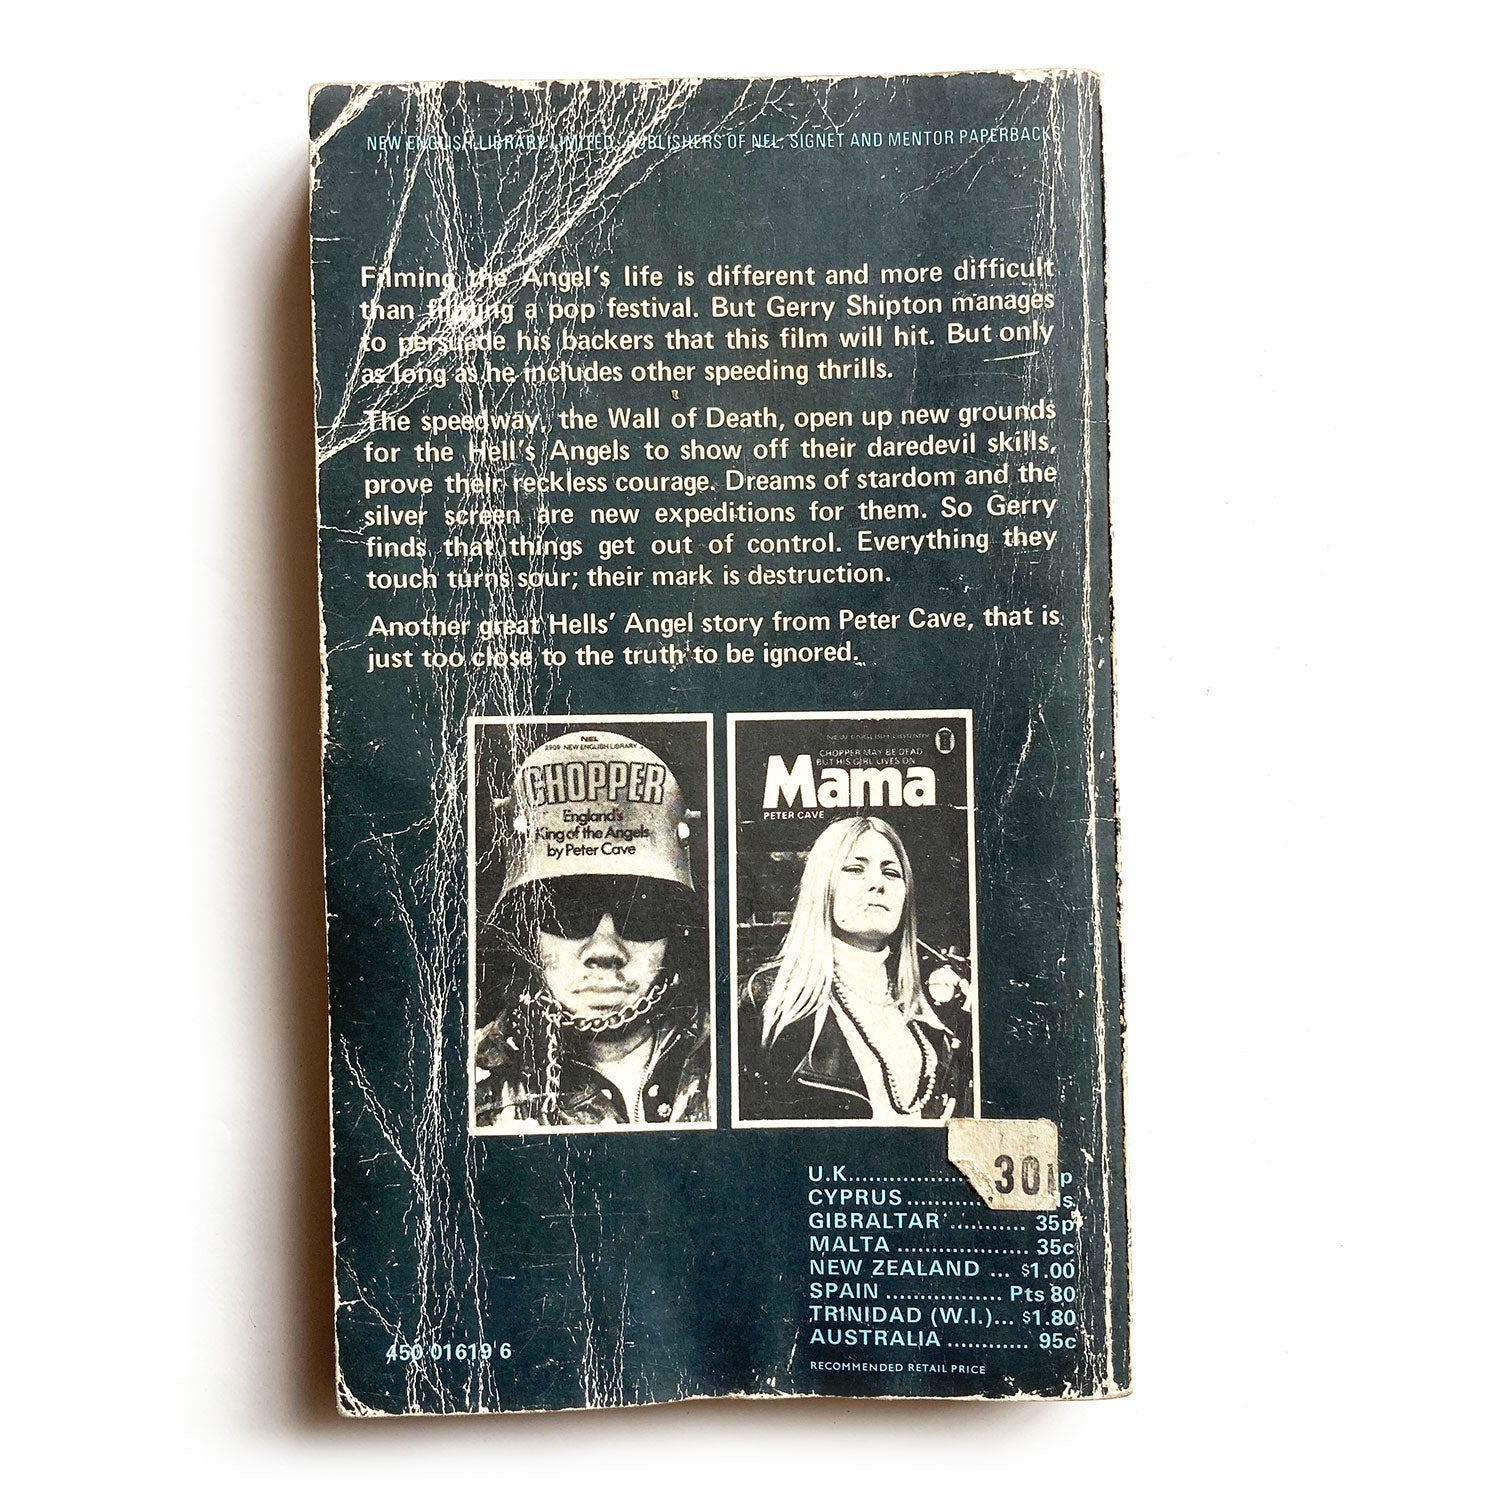 NEW ENGLISH LIBRARY LIMITED, PUBLISHERS OF NEL, SIGNET AND MENTOR PAPERBACKS
Filming the Angel's life is different and more difficult
than filming a pop festival. But Gerry Shipton manages
to persuade his backers that this film will hit. But only
as long as he includes other speeding thrills.
The speedway, the Wall of Death, open up new grounds
for the Hell's Angels to show off their daredevil skills,
prove their reckless courage. Dreams of stardom and the
silver screen are new expeditions for them. So Gerry
finds that things get out of control. Everything they
touch turns sour; their mark is destruction.
Another great Hells' Angel story from Peter Cave, that is
just too close to the truth to be ignored.
NEL
2909 NEW ENGLISH LIBRARY
CHOPPER
England's
King of the Angels
by Peter Cave
NEW ENGLISH LIBRARY
CHOPPER MAY BE DEAD
BUT HIS GIRL LIVES ON
Mama
PETER CAVE
30
U.K.................... p
CYPRUS............ ls
GIBRALTAR ........... 35p
MALTA ................... 35c
NEW ZEALAND ... $1.00
SPAIN ................. Pts 80
TRINIDAD (W.I.)... $1.80
AUSTRALIA ............ 95c
RECOMMENDED RETAIL PRICE
450 01619 6